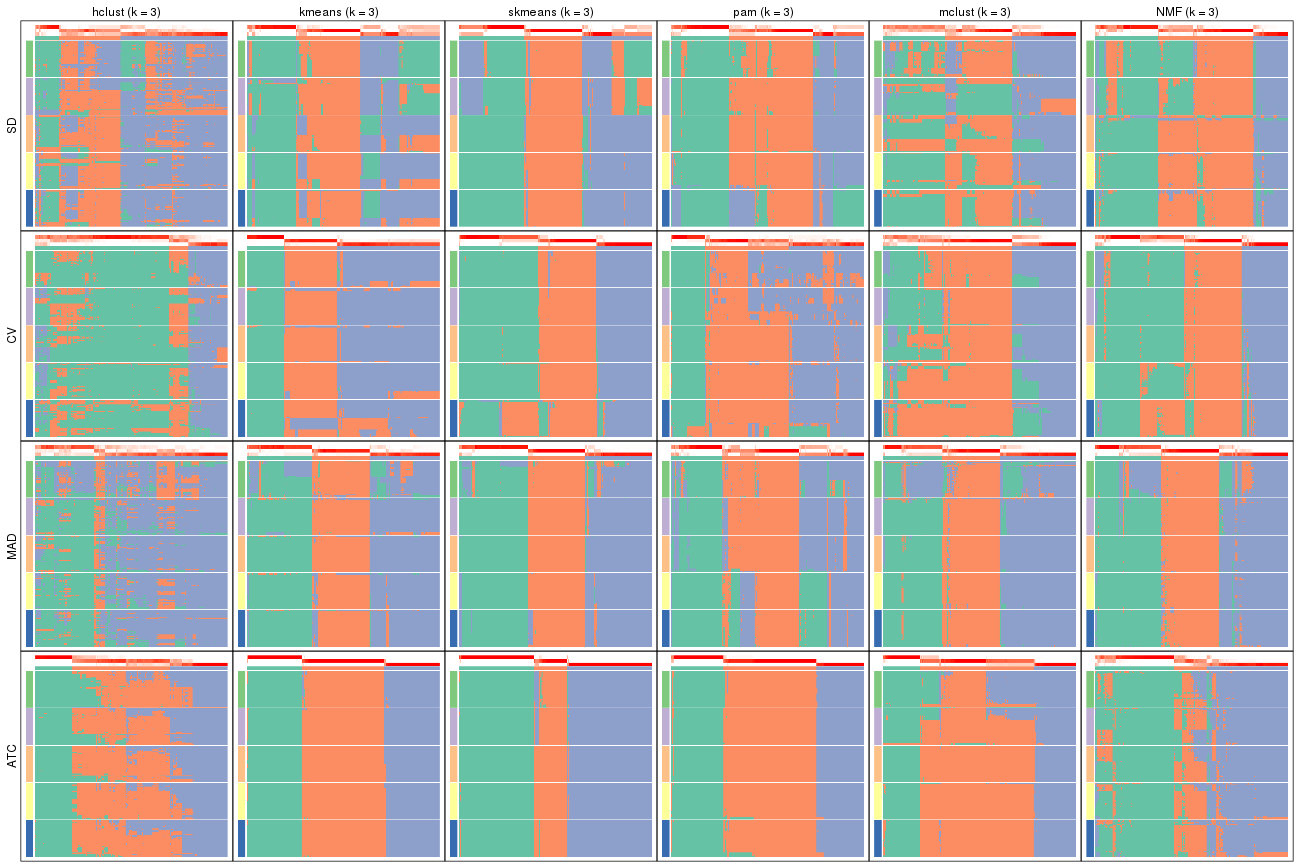 hclust (k = 3)
kmeans (k = 3)
skmeans (k = 3)
pam (k = 3)
mclust (k = 3)
NMF (k = 3)
SD
CV
MAD
ATC